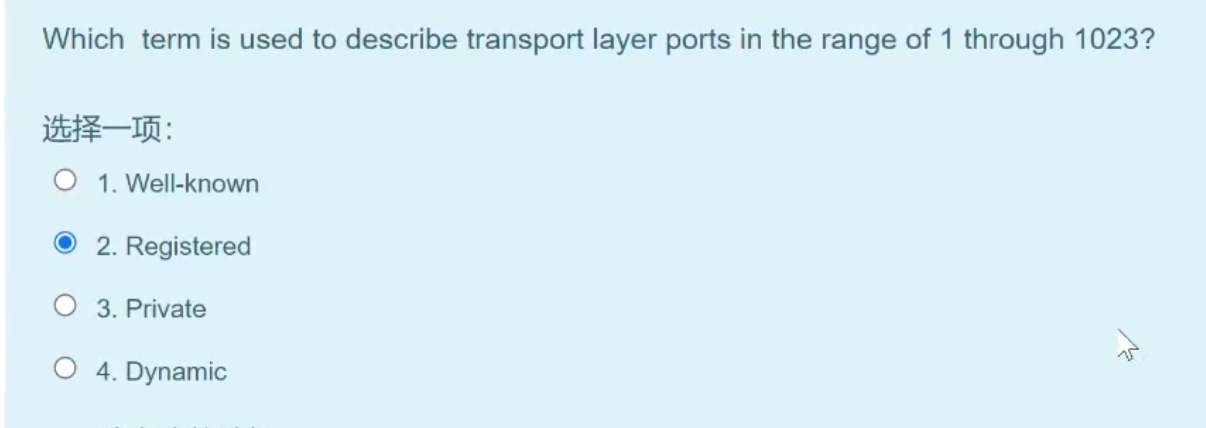 Which term is used to describe transport layer ports in the range of 1 through 1023?
选择一项：
1. Well-known
2. Registered
3. Private
4. Dynamic